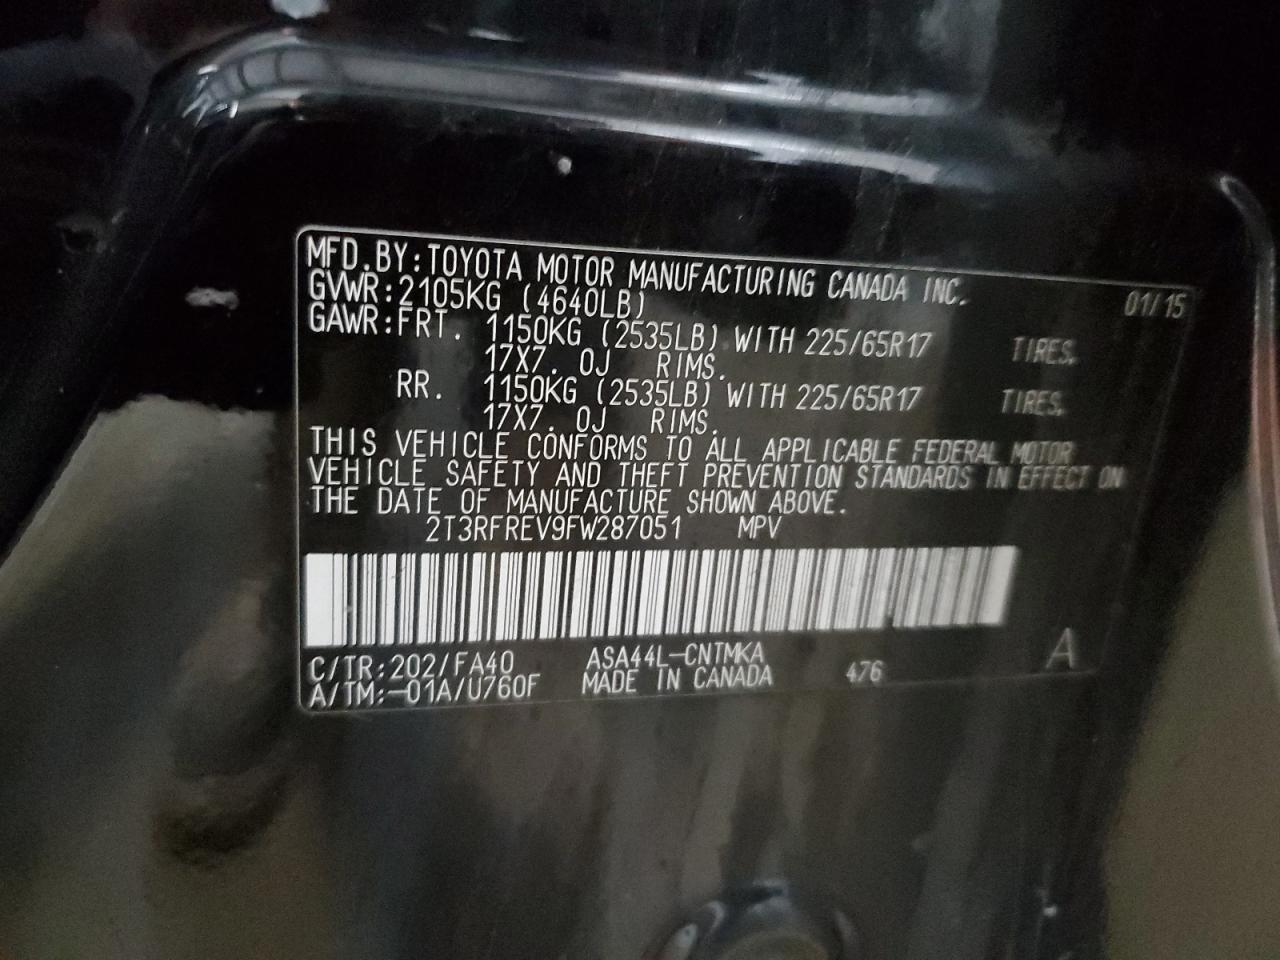 MFD.BY:TOYOTA MOTOR MANUFACTURING CANADA INC. 01/15
GVWR:2105KG (4640LB)
GAWR:FRT. 1150KG (2535LB) WITH 225/65R17 TIRES.
17X7. 0J RIMS.
RR. 1150KG (2535LB) WITH 225/65R17 TIRES.
17X7. 0J RIMS.
THIS VEHICLE CONFORMS TO ALL APPLICABLE FEDERAL MOTOR
VEHICLE SAFETY AND THEFT PREVENTION STANDARDS IN EFFECT ON
THE DATE OF MANUFACTURE SHOWN ABOVE.
2T3RFREV9FW287051 MPV
C/TR:202/FA40 ASA44L-CNTMKA A
A/TM:-01A/U760F MADE IN CANADA 476